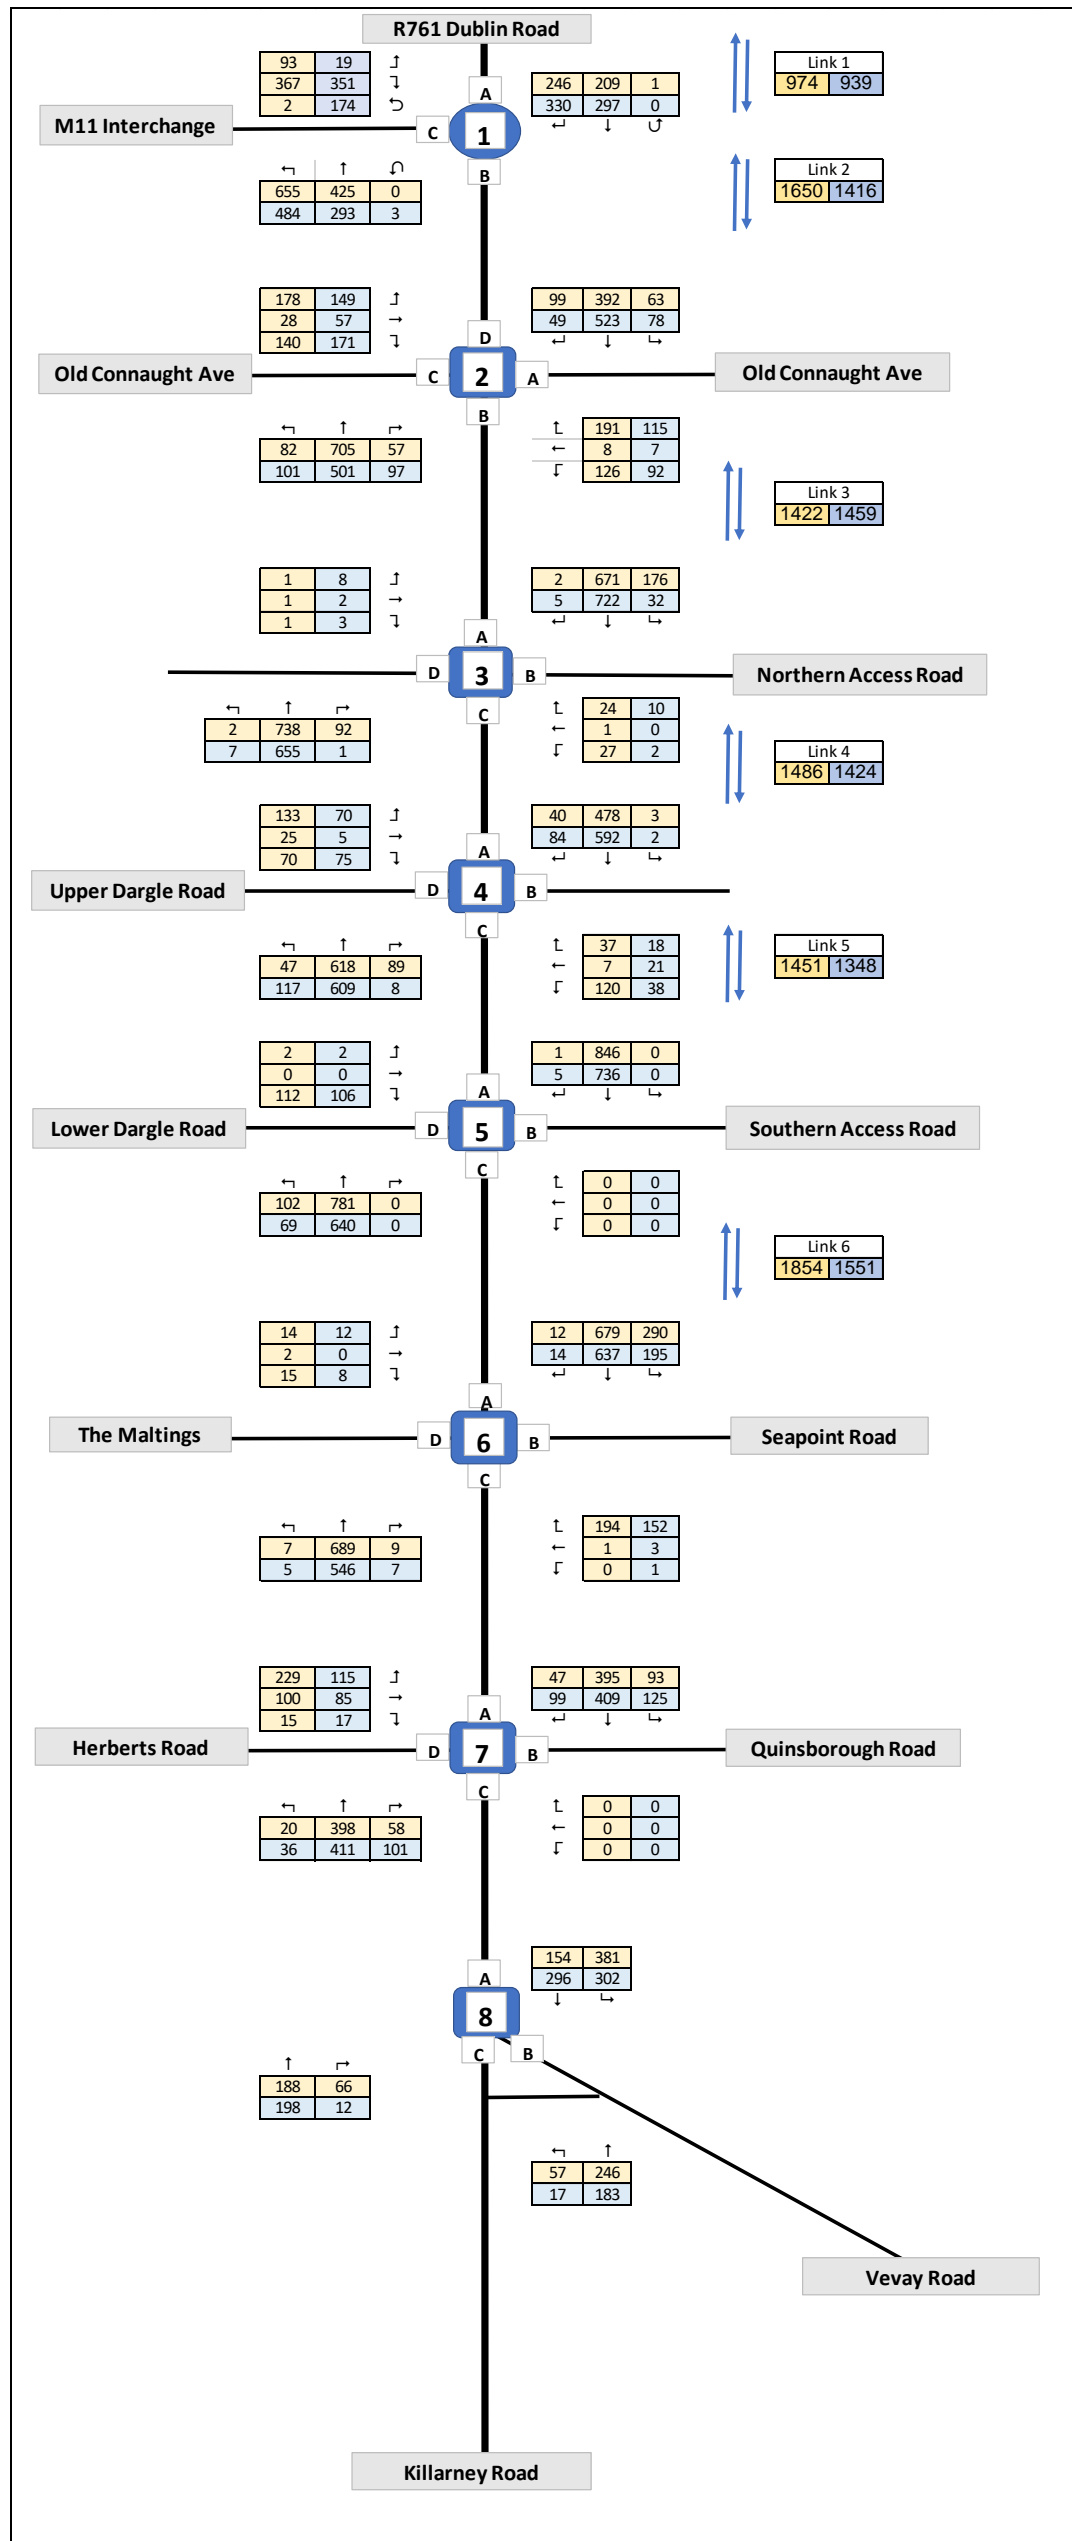 R761 Dublin Road
93 19 ↑
367 351 ↴
2 174 ⮌
A
246 209 1
330 297 0
↵ ↓ ⮍
Link 1
974 939
M11 Interchange
C
1
B
↰ ↑ ↶
655 425 0
484 293 3
Link 2
1650 1416
178 149 ⮥
28 57 →
140 171 ↴
99 392 63
49 523 78
↵ ↓ ↳
D
Old Connaught Ave
C
2
A
Old Connaught Ave
B
↰ ↑ ↱
82 705 57
101 501 97
↑ 191 115
← 8 7
↓ 126 92
Link 3
1422 1459
1 8 ⮥
1 2 →
1 3 ↴
2 671 176
5 722 32
↵ ↓ ↳
A
D
3
B
Northern Access Road
C
↰ ↑ ↱
2 738 92
7 655 1
↑ 24 10
← 1 0
↓ 27 2
Link 4
1486 1424
133 70 ⮥
25 5 →
70 75 ↴
40 478 3
84 592 2
↵ ↓ ↳
A
Upper Dargle Road
D
4
B
C
↰ ↑ ↱
47 618 89
117 609 8
↑ 37 18
← 7 21
↓ 120 38
Link 5
1451 1348
2 2 ⮥
0 0 →
112 106 ↴
1 846 0
5 736 0
↵ ↓ ↳
A
Lower Dargle Road
D
5
B
Southern Access Road
C
↰ ↑ ↱
102 781 0
69 640 0
↑ 0 0
← 0 0
↓ 0 0
Link 6
1854 1551
14 12 ⮥
2 0 →
15 8 ↴
12 679 290
14 637 195
↵ ↓ ↳
A
The Maltings
D
6
B
Seapoint Road
C
↰ ↑ ↱
7 689 9
5 546 7
↑ 194 152
← 1 3
↓ 0 1
229 115 ⮥
100 85 →
15 17 ↴
47 395 93
99 409 125
↵ ↓ ↳
A
Herberts Road
D
7
B
Quinsborough Road
C
↰ ↑ ↱
20 398 58
36 411 101
↑ 0 0
← 0 0
↓ 0 0
154 381
296 302
↓ ↳
A
8
C
B
↑ ↱
188 66
198 12
↰ ↑
57 246
17 183
Vevay Road
Killarney Road